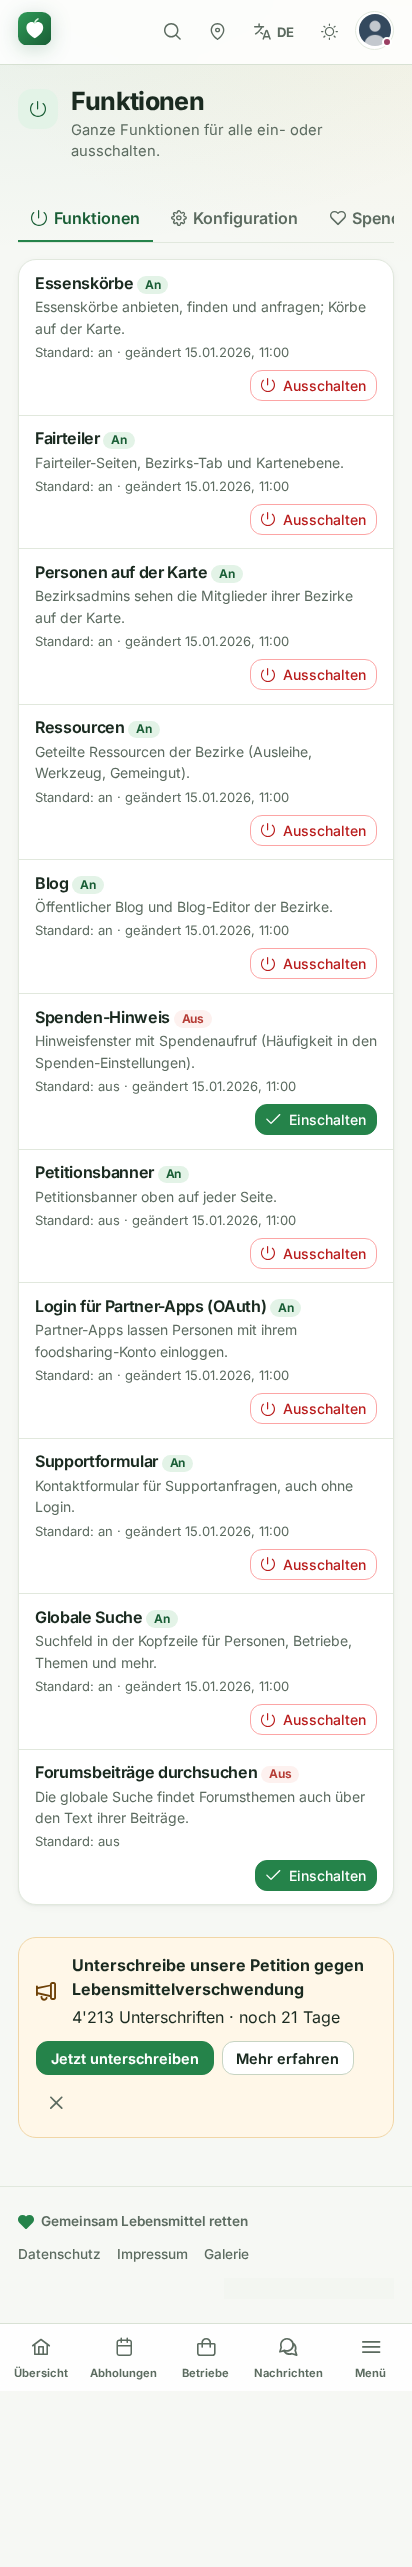 DE
Funktionen
Ganze Funktionen für alle ein- oder
ausschalten.
Funktionen
Konfiguration
Essenskörbe An
Essenskörbe anbieten, finden und anfragen; Körbe
auf der Karte.
Standard: an · geändert 15.01.2026, 11:00
Ausschalten
Fairteiler An
Fairteiler-Seiten, Bezirks-Tab und Kartenebene.
Standard: an · geändert 15.01.2026, 11:00
Ausschalten
Personen auf der Karte An
Bezirksadmins sehen die Mitglieder ihrer Bezirke
auf der Karte.
Standard: an · geändert 15.01.2026, 11:00
Ausschalten
Ressourcen An
Geteilte Ressourcen der Bezirke (Ausleihe,
Werkzeug, Gemeingut).
Standard: an · geändert 15.01.2026, 11:00
Ausschalten
Blog An
Öffentlicher Blog und Blog-Editor der Bezirke.
Standard: an · geändert 15.01.2026, 11:00
Ausschalten
Spenden-Hinweis Aus
Hinweisfenster mit Spendenaufruf (Häufigkeit in den
Spenden-Einstellungen).
Standard: aus · geändert 15.01.2026, 11:00
Einschalten
Petitionsbanner An
Petitionsbanner oben auf jeder Seite.
Standard: aus · geändert 15.01.2026, 11:00
Ausschalten
Login für Partner-Apps (OAuth) An
Partner-Apps lassen Personen mit ihrem
foodsharing-Konto einloggen.
Standard: an · geändert 15.01.2026, 11:00
Ausschalten
Supportformular An
Kontaktformular für Supportanfragen, auch ohne
Login.
Standard: an · geändert 15.01.2026, 11:00
Ausschalten
Globale Suche An
Suchfeld in der Kopfzeile für Personen, Betriebe,
Themen und mehr.
Standard: an · geändert 15.01.2026, 11:00
Ausschalten
Forumsbeiträge durchsuchen Aus
Die globale Suche findet Forumsthemen auch über
den Text ihrer Beiträge.
Standard: aus
Einschalten
Unterschreibe unsere Petition gegen
Lebensmittelverschwendung
4'213 Unterschriften · noch 21 Tage
Jetzt unterschreiben
Mehr erfahren
Gemeinsam Lebensmittel retten
Datenschutz Impressum Galerie
Übersicht Abholungen Betriebe Nachrichten Menü